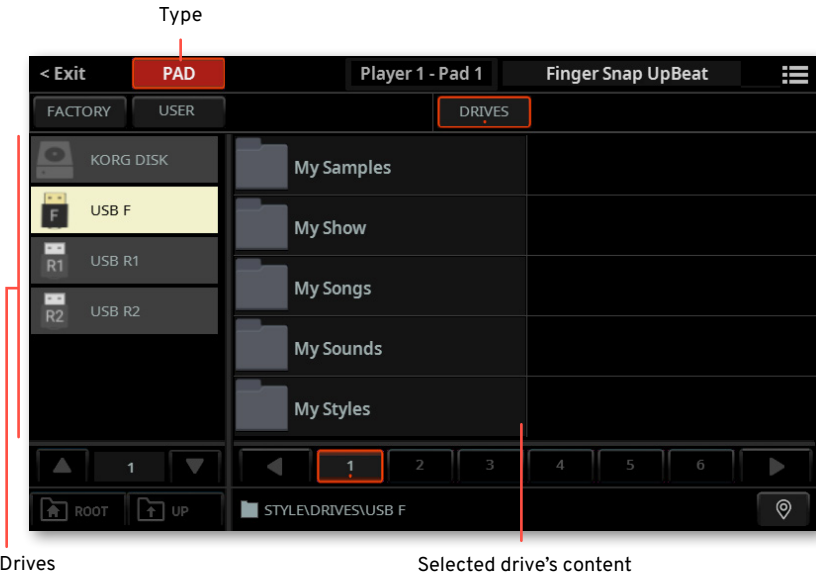 Type
< Exit PAD Player 1 - Pad 1 Finger Snap UpBeat
FACTORY USER DRIVES
KORG DISK
F USB F
R1 USB R1
R2 USB R2
My Samples
My Show
My Songs
My Sounds
My Styles
1 1 2 3 4 5 6
ROOT UP STYLE\DRIVES\USB F
Drives Selected drive's content